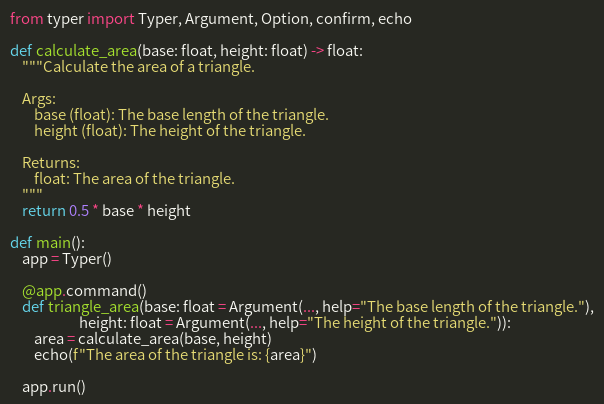 from typer import Typer, Argument, Option, confirm, echo
def calculate_area(base: float, height: float) -> float:
"""Calculate the area of a triangle.
Args:
base (float): The base length of the triangle.
height (float): The height of the triangle.
Returns:
float: The area of the triangle.
"""
return 0.5 * base * height
def main():
app = Typer()
@app.command()
def triangle_area(base: float = Argument(..., help="The base length of the triangle."),
height: float = Argument(..., help="The height of the triangle.")):
area = calculate_area(base, height)
echo(f"The area of the triangle is: {area}")
app.run()